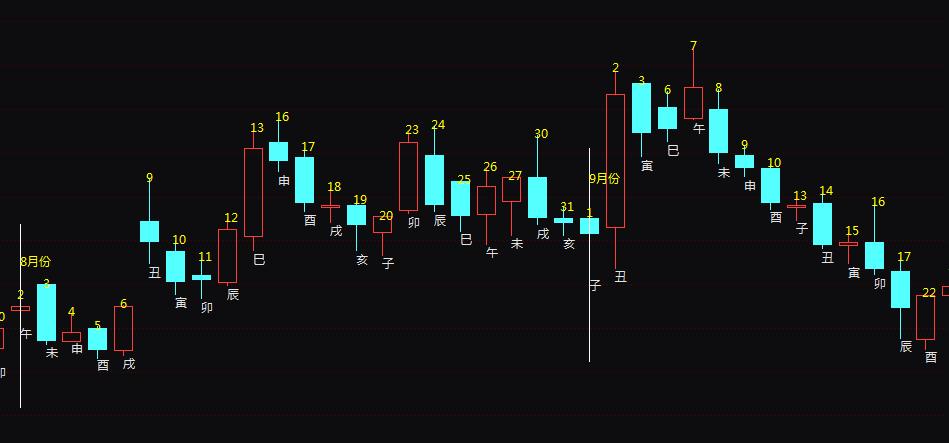 0
卯
8月份
2
午
3
未
4
申
5
酉
6
戌
9
丑
10
寅
11
卯
12
辰
13
巳
16
申
17
酉
18
戌
19
亥
20
子
23
卯
24
辰
25
巳
26
午
27
未
30
戌
31
亥
9月份
1
子
2
丑
3
寅
6
巳
7
午
8
未
9
申
10
酉
13
子
14
丑
15
寅
16
卯
17
辰
22
酉